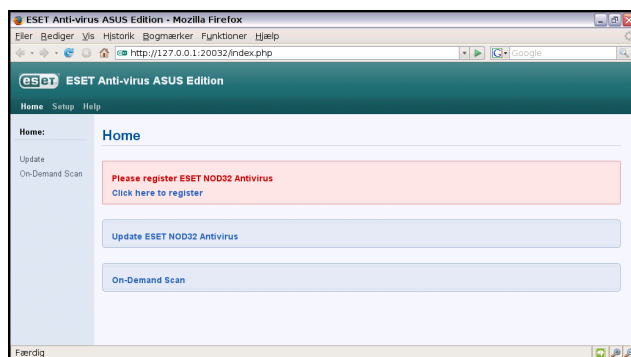 ESET Anti-virus ASUS Edition - Mozilla Firefox
Filer Rediger Vis Historik Bogmærker Funktioner Hjælp
http://127.0.0.1:20032/index.php
Google
eset ESET Anti-virus ASUS Edition
Home Setup Help
Home:
Update
On-Demand Scan
Home
Please register ESET NOD32 Antivirus
Click here to register
Update ESET NOD32 Antivirus
On-Demand Scan
Færdig